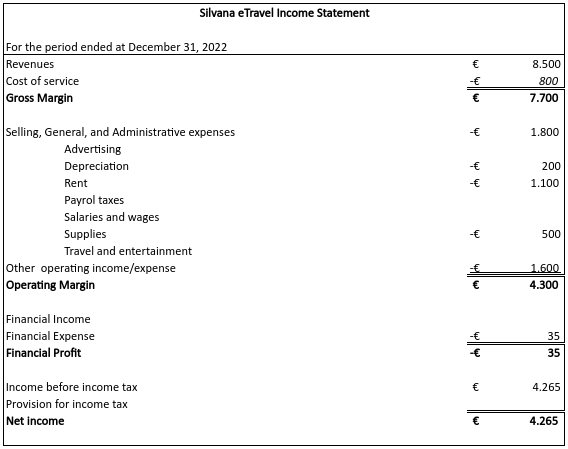 Silvana eTravel Income Statement
For the period ended at December 31, 2022
Revenues € 8.500
Cost of service -€ 800
Gross Margin € 7.700
Selling, General, and Administrative expenses -€ 1.800
Advertising
Depreciation -€ 200
Rent -€ 1.100
Payrol taxes
Salaries and wages
Supplies -€ 500
Travel and entertainment
Other operating income/expense -€ 1.600
Operating Margin € 4.300
Financial Income
Financial Expense -€ 35
Financial Profit -€ 35
Income before income tax € 4.265
Provision for income tax
Net income € 4.265